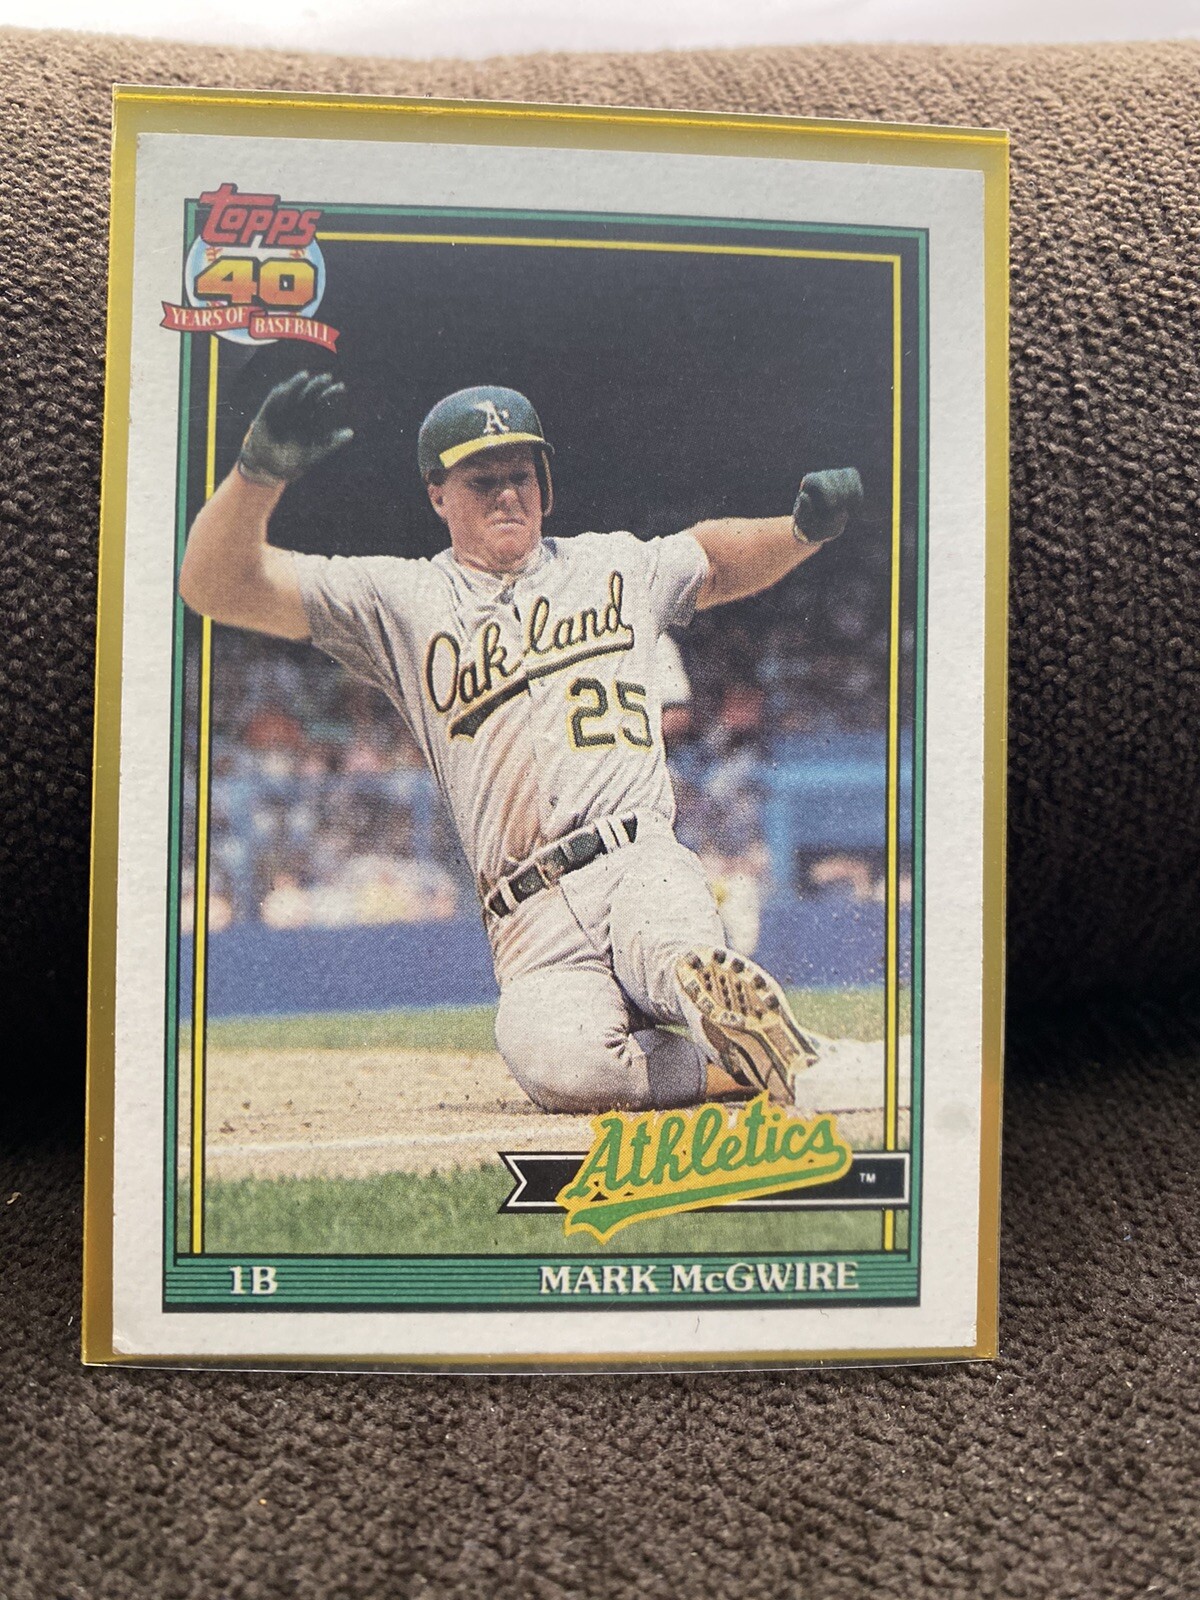 Topps
40
YEARS OF BASEBALL
A's
Oakland
25
Athletics
TM
1B MARK McGWIRE